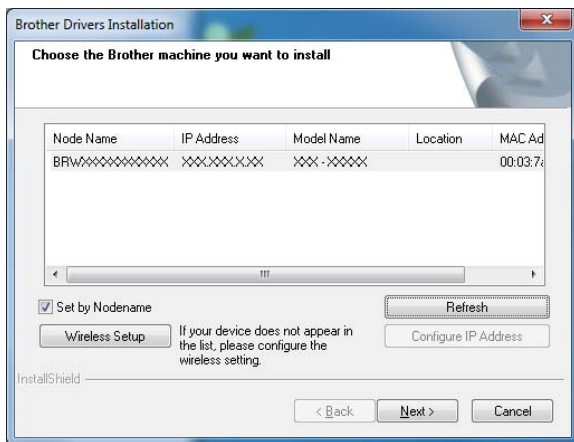 Brother Drivers Installation
Choose the Brother machine you want to install
Node Name IP Address Model Name Location MAC Ad
BRWXXXXXXXXXXXX XXX.XXX.X.XX XXX-XXXXX 00:03:7a
Set by Nodename
Refresh
Wireless Setup
If your device does not appear in
the list, please configure the
wireless setting.
Configure IP Address
InstallShield
< Back
Next >
Cancel